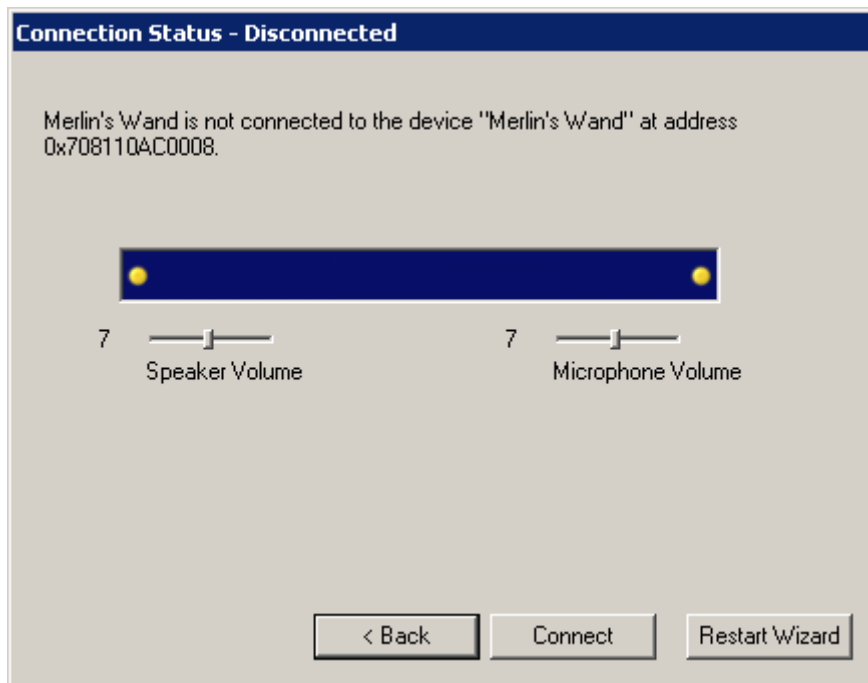 Connection Status - Disconnected
Merlin's Wand is not connected to the device "Merlin's Wand" at address
0x708110AC0008.
7 7
Speaker Volume Microphone Volume
< Back Connect Restart Wizard